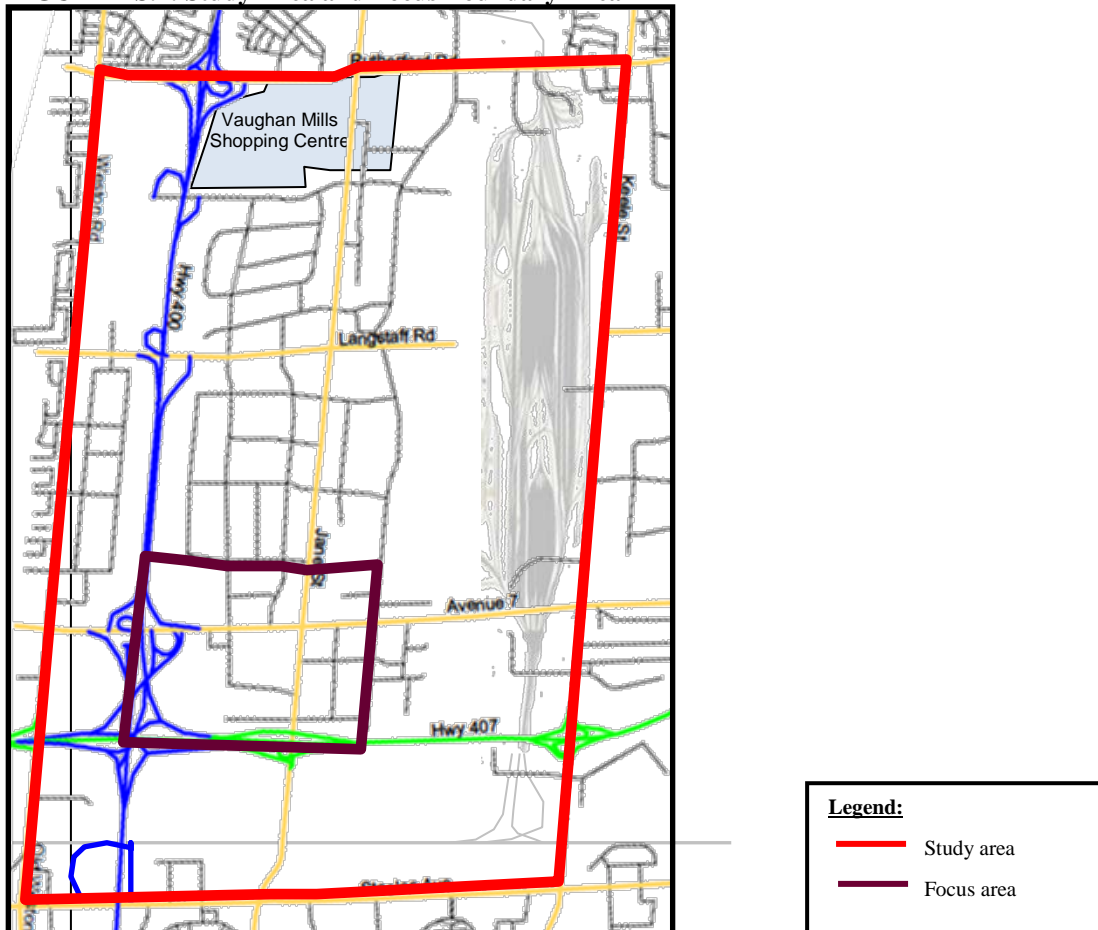 Rutherford
Vaughan Mills
Shopping Centre
Weston Rd
Keele St
Hwy 400
Langstaff Rd
Jane St
Avenue 7
Hwy 407
Legend:
Study area
Focus area